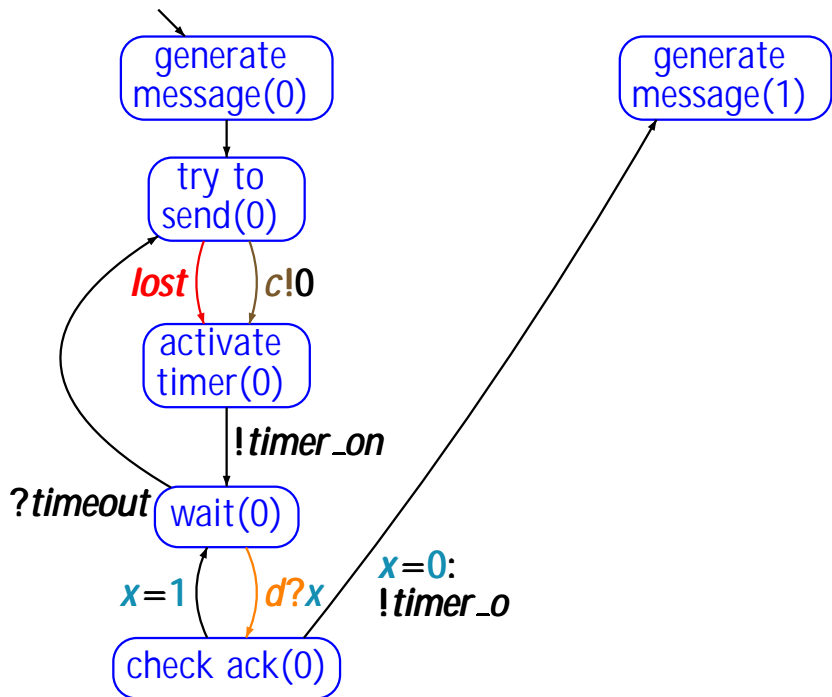 generate
message(0)
generate
message(1)
try to
send(0)
lost
c!0
activate
timer(0)
!timer_on
?timeout
wait(0)
x=1
d?x
x=0:
!timer_o
check ack(0)